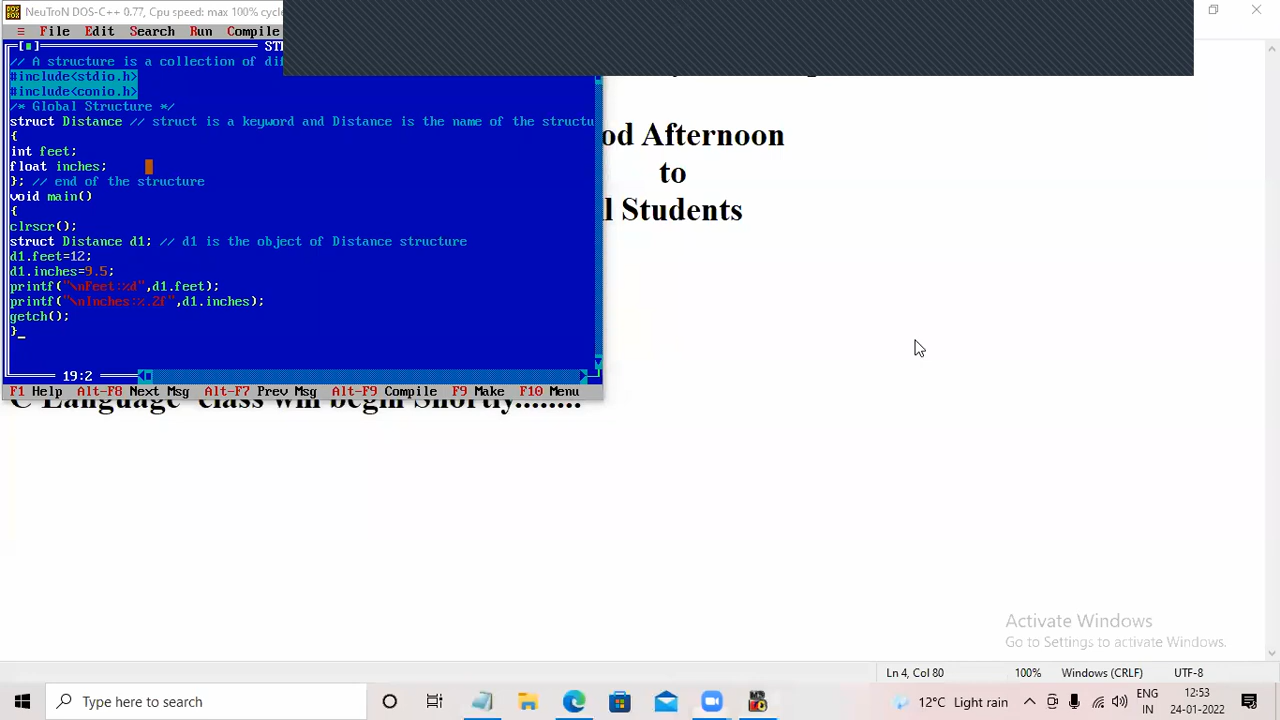 NeuTroN DOS-C++ 0.77, Cpu speed: max 100% cycle
≡ File Edit Search Run Compile
// A structure is a collection of dif
#include<stdio.h>
#include<conio.h>
/* Global Structure */
struct Distance // struct is a keyword and Distance is the name of the structu
{
int feet;
float inches;
}; // end of the structure
void main()
{
clrscr();
struct Distance d1; // d1 is the object of Distance structure
d1.feet=12;
d1.inches=9.5;
printf("\nFeet:%d",d1.feet);
printf("\nInches:%.2f",d1.inches);
getch();
}
19:2
F1 Help Alt-F8 Next Msg Alt-F7 Prev Msg Alt-F9 Compile F9 Make F10 Menu
od Afternoon
to
l Students
C Language class will begin Shortly........
Activate Windows
Go to Settings to activate Windows.
Ln 4, Col 80 100% Windows (CRLF) UTF-8
Type here to search
12°C Light rain
ENG
IN
12:53
24-01-2022